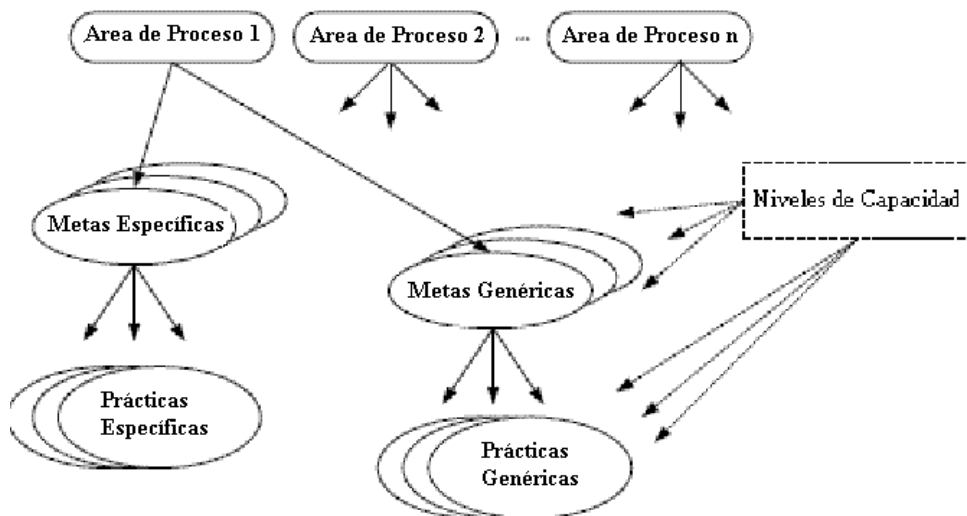 Area de Proceso 1
Area de Proceso 2
...
Area de Proceso n
Niveles de Capacidad
Metas Específicas
Metas Genéricas
Prácticas
Específicas
Prácticas
Genéricas